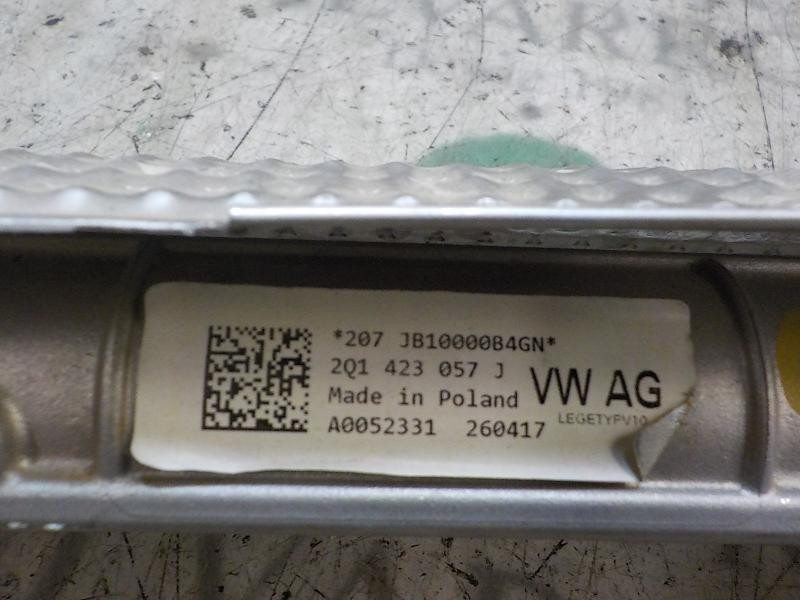 *207 JB10000B4GN*
2Q1 423 057 J
Made in Poland
A0052331 260417
VW AG
LEGETYPV10